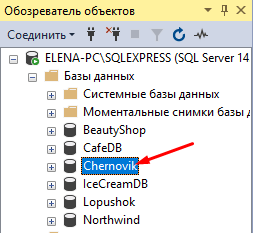 Обозреватель объектов
Соединить
ELENA-PC\SQLEXPRESS (SQL Server 14
Базы данных
Системные базы данных
Моментальные снимки базы д
BeautyShop
CafeDB
Chernovik
IceCreamDB
Lopushok
Northwind